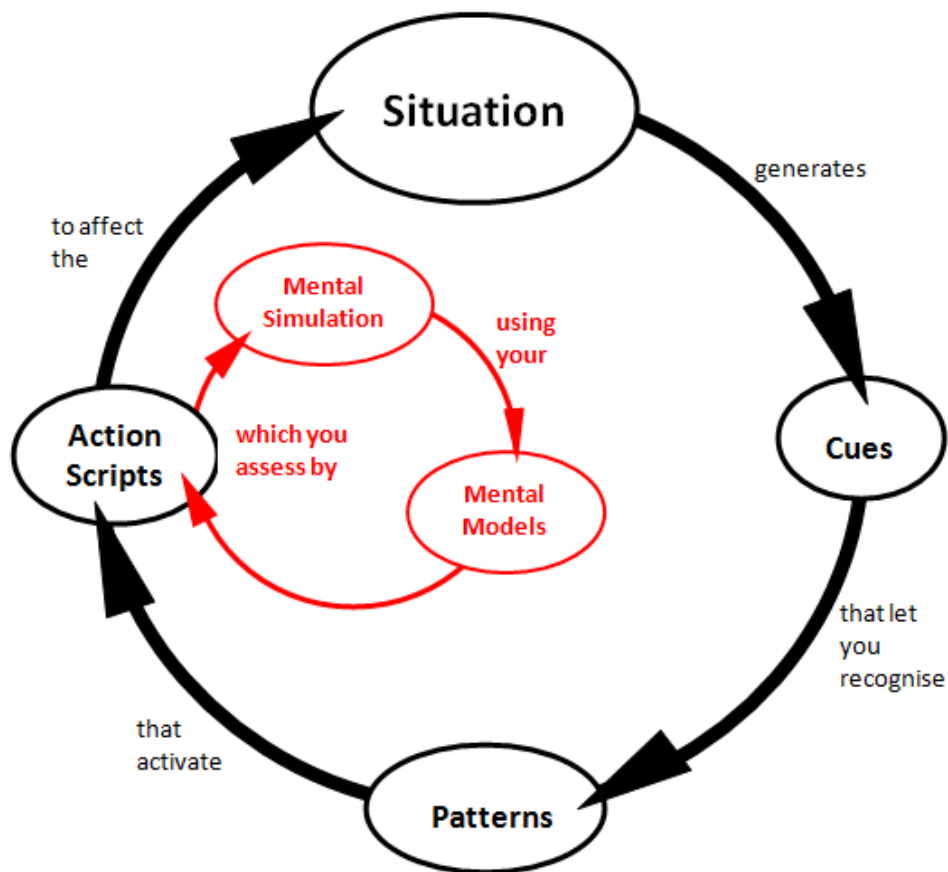 Situation
generates
to affect
the
Mental
Simulation
using
your
Action
Scripts
which you
assess by
Cues
Mental
Models
that let
you
recognise
that
activate
Patterns